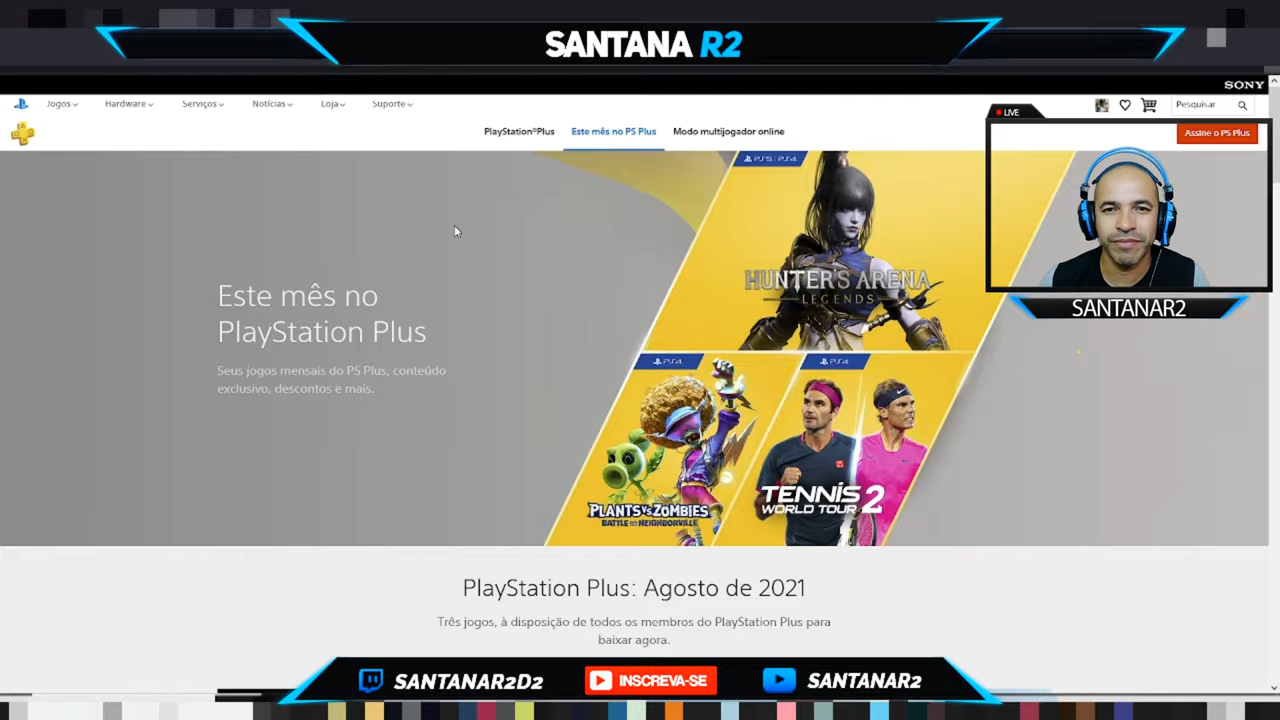 SANTANA R2
SONY
Jogos
Hardware
Serviços
Notícias
Loja
Suporte
Pesquisar
LIVE
PlayStation®Plus
Este mês no PS Plus
Modo multijogador online
Assine o PS Plus
PS5 PS4
HUNTER'S ARENA
LEGENDS
Este mês no
PlayStation Plus
SANTANAR2
Seus jogos mensais do PS Plus, conteúdo
exclusivo, descontos e mais.
PS4
PS4
PLANTS VS ZOMBIES
BATTLE FOR NEIGHBORVILLE
TENNIS
WORLD TOUR 2
PlayStation Plus: Agosto de 2021
Três jogos, à disposição de todos os membros do PlayStation Plus para
baixar agora.
SANTANAR2D2
INSCREVA-SE
SANTANAR2